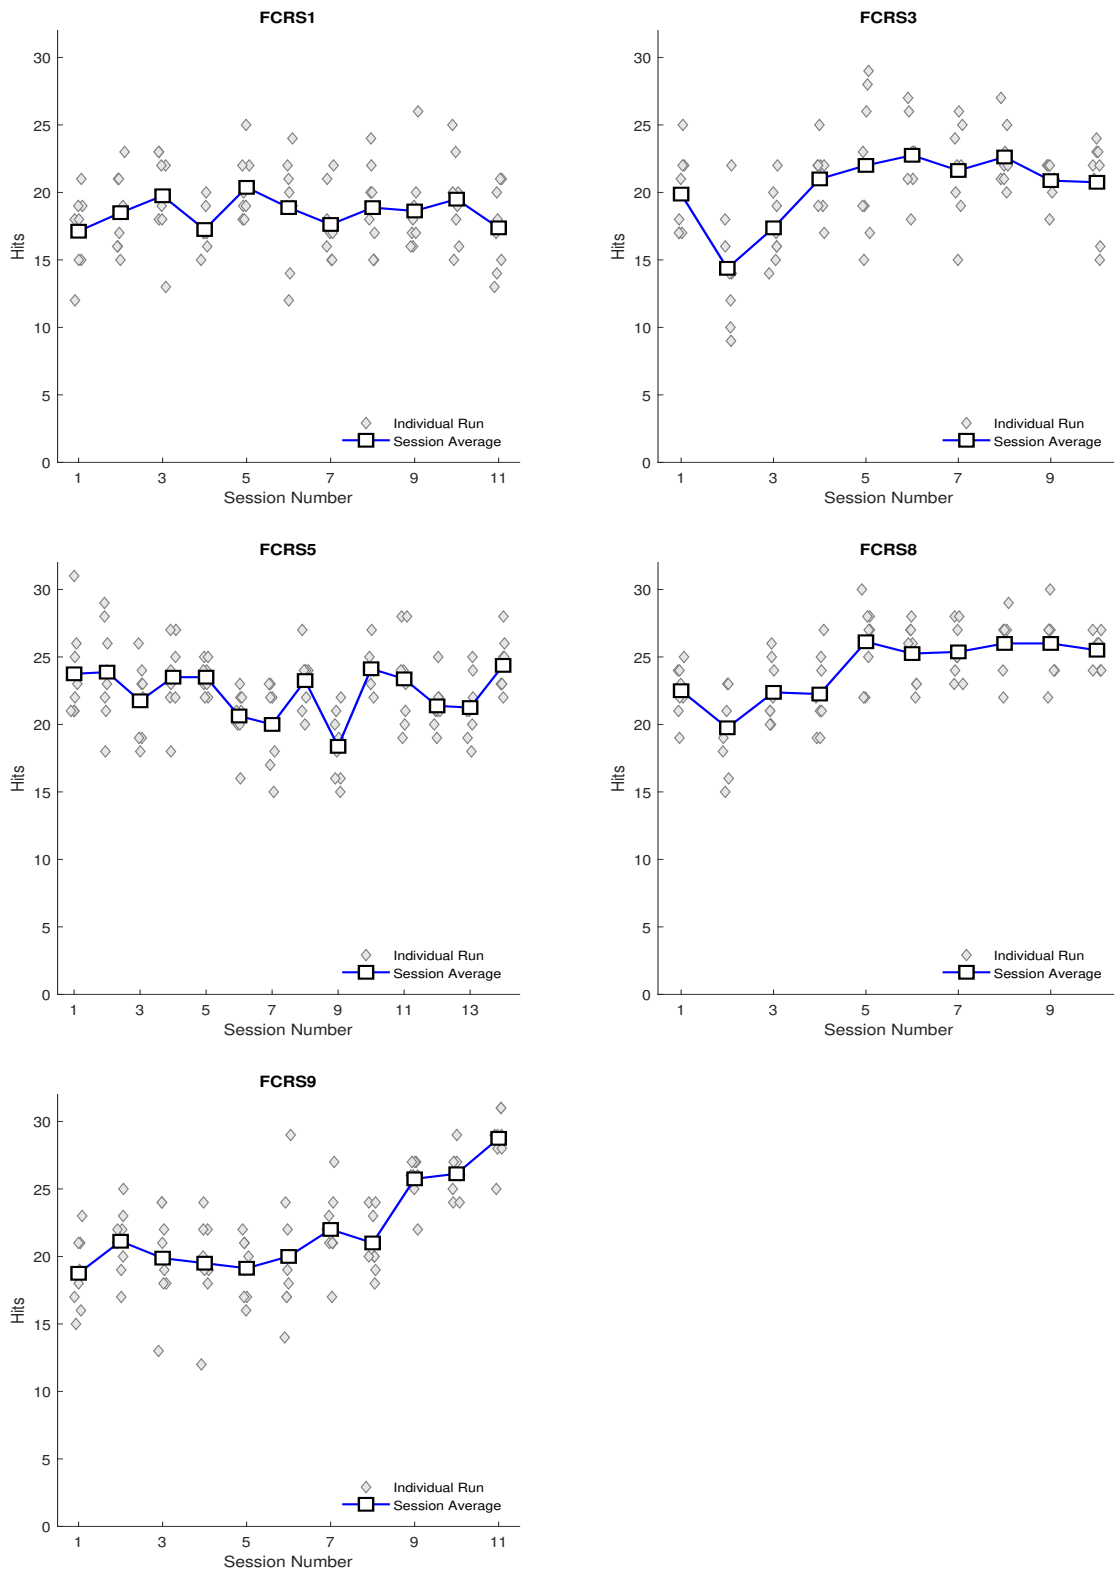 FCRS1
30
25
20
15
10
5
0
Hits
Individual Run
Session Average
1 3 5 7 9 11
Session Number
FCRS3
30
25
20
15
10
5
0
Hits
Individual Run
Session Average
1 3 5 7 9
Session Number
FCRS5
30
25
20
15
10
5
0
Hits
Individual Run
Session Average
1 3 5 7 9 11 13
Session Number
FCRS8
30
25
20
15
10
5
0
Hits
Individual Run
Session Average
1 3 5 7 9
Session Number
FCRS9
30
25
20
15
10
5
0
Hits
Individual Run
Session Average
1 3 5 7 9 11
Session Number